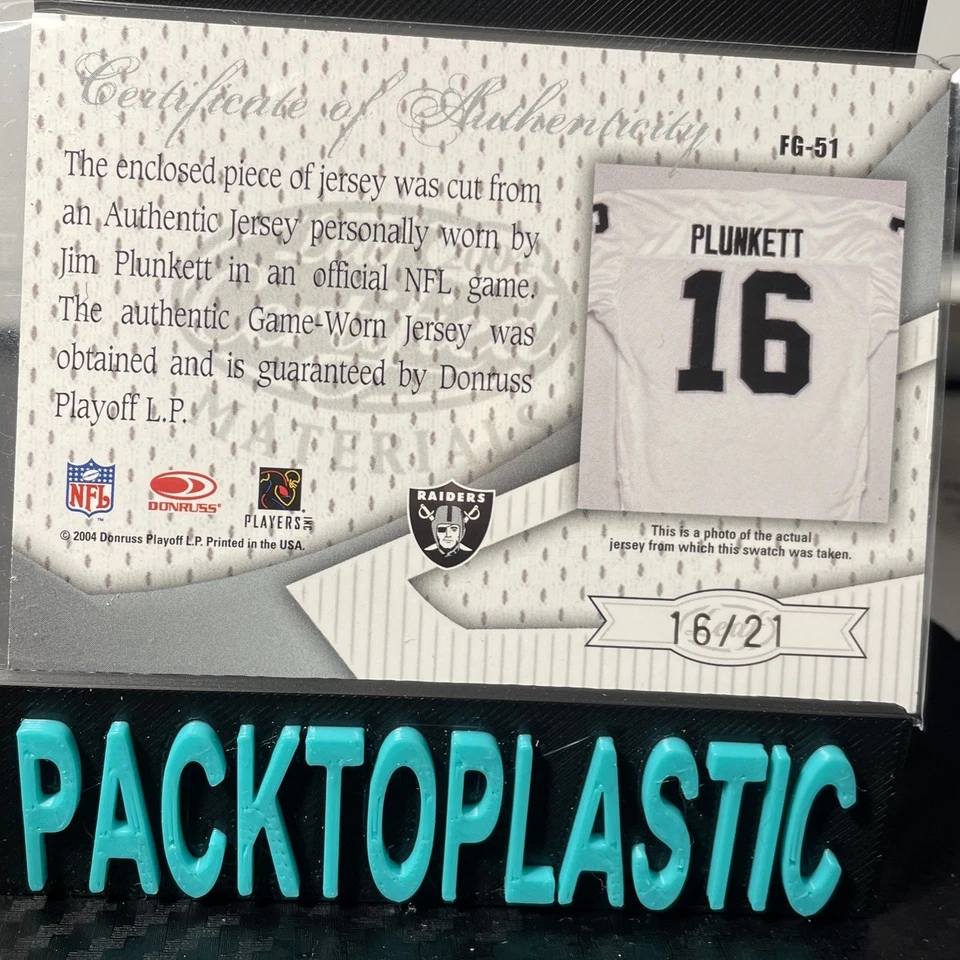 Certificate of Authenticity
FG-51
The enclosed piece of jersey was cut from
an Authentic Jersey personally worn by
Jim Plunkett in an official NFL game.
The authentic Game-Worn Jersey was
obtained and is guaranteed by Donruss
Playoff L.P.
MATERIALS
PLUNKETT
16
NFL
DONRUSS
PLAYERS INC
RAIDERS
© 2004 Donruss Playoff L.P. Printed in the USA.
This is a photo of the actual
jersey from which this swatch was taken.
Leaf
16/21
PACKTOPLASTIC